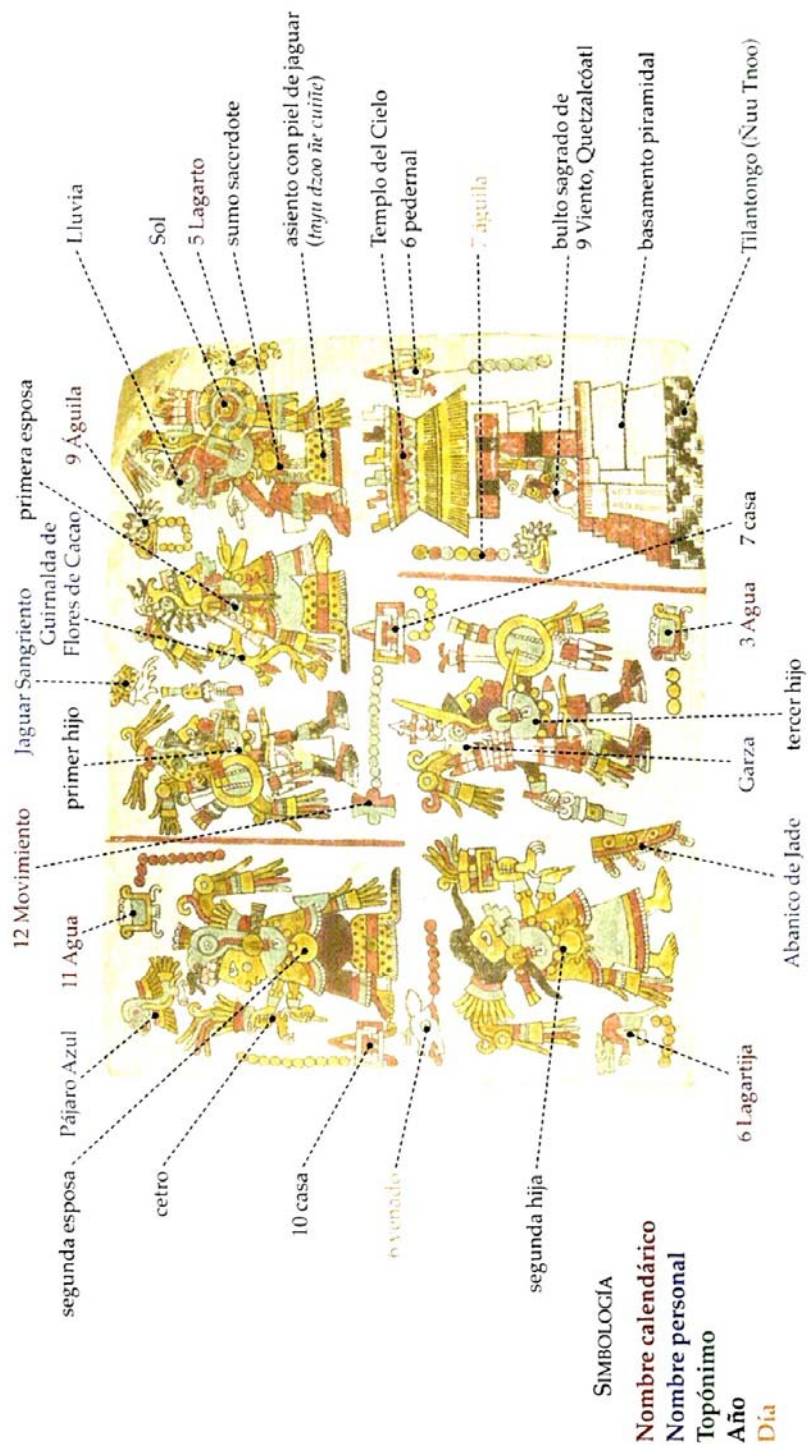 12 Movimiento
Jaguar Sangriento
primera esposa
Guirnalda de
Flores de Cacao
segunda esposa
Pájaro Azul
11 Agua
primer hijo
9 Águila
Lluvia
cetro
Sol
5 Lagarto
sumo sacerdote
asiento con piel de jaguar
(tayu dzoo ñe cuiñe)
10 casa
Templo del Cielo
6 pedernal
6 venado
7 águila
segunda hija
bulto sagrado de
9 Viento, Quetzalcóatl
basamento piramidal
Tilantongo (Ñuu Tnoo)
SIMBOLOGÍA
Nombre calendárico
Nombre personal
Topónimo
Año
Día
6 Lagartija
Abanico de Jade
Garza
tercer hijo
3 Agua
7 casa